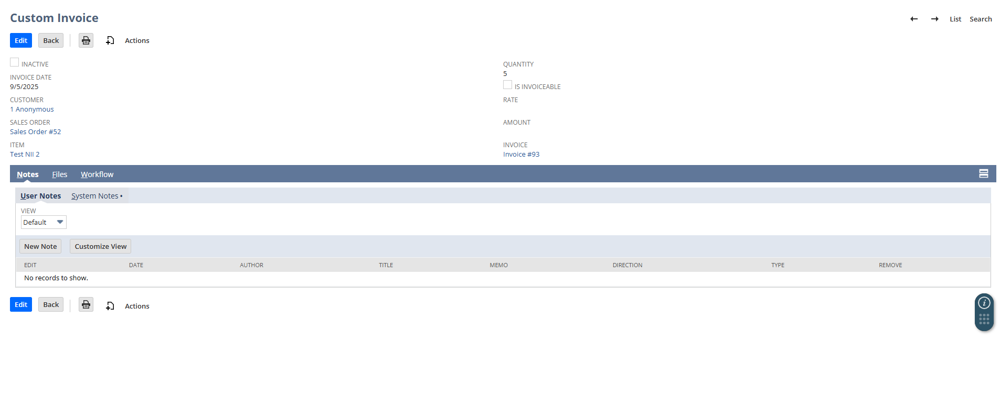 Custom Invoice
List Search
Edit Back Actions
INACTIVE
INVOICE DATE
9/5/2025
CUSTOMER
1 Anonymous
SALES ORDER
Sales Order #52
ITEM
Test NII 2
QUANTITY
5
IS INVOICEABLE
RATE
AMOUNT
INVOICE
Invoice #93
Notes Files Workflow
User Notes System Notes •
VIEW
Default
New Note Customize View
EDIT DATE AUTHOR TITLE MEMO DIRECTION TYPE REMOVE
No records to show.
Edit Back Actions